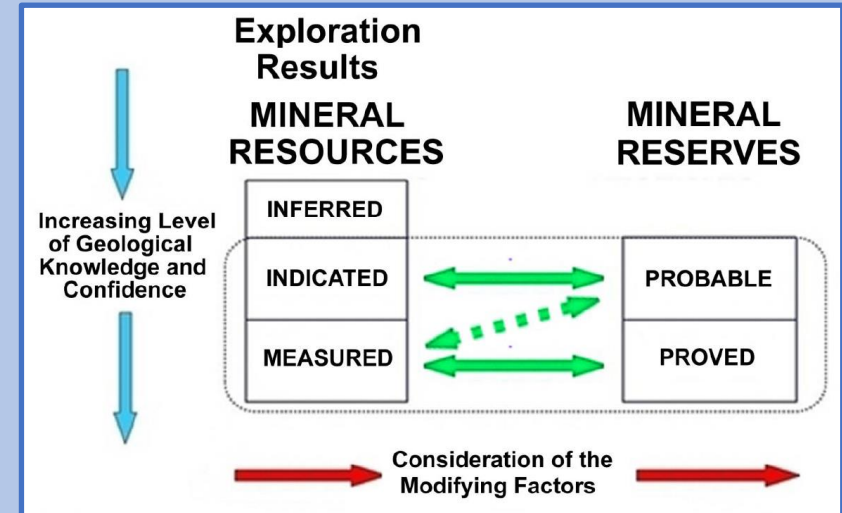 Exploration
Results
MINERAL
RESOURCES
MINERAL
RESERVES
Increasing Level
of Geological
Knowledge and
Confidence
INFERRED
INDICATED
MEASURED
PROBABLE
PROVED
Consideration of the
Modifying Factors